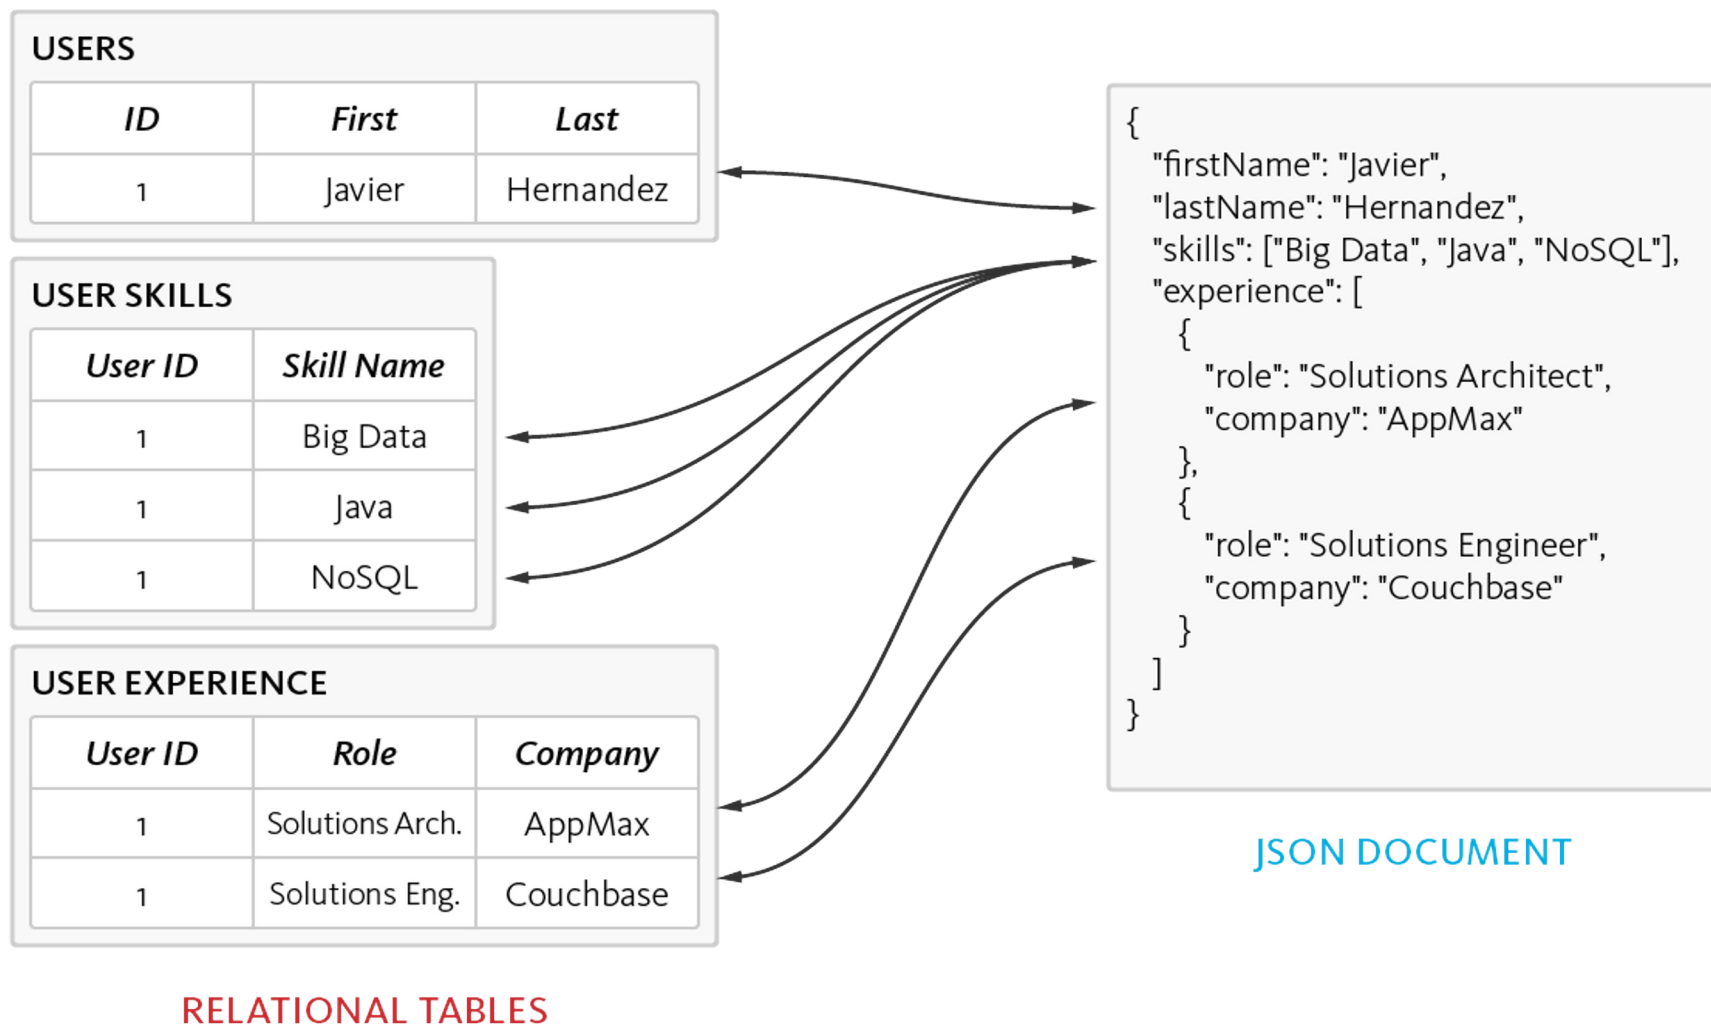 USERS
ID First Last
1 Javier Hernandez
USER SKILLS
User ID Skill Name
1 Big Data
1 Java
1 NoSQL
USER EXPERIENCE
User ID Role Company
1 Solutions Arch. AppMax
1 Solutions Eng. Couchbase
RELATIONAL TABLES
{
"firstName": "Javier",
"lastName": "Hernandez",
"skills": ["Big Data", "Java", "NoSQL"],
"experience": [
{
"role": "Solutions Architect",
"company": "AppMax"
},
{
"role": "Solutions Engineer",
"company": "Couchbase"
}
]
}
JSON DOCUMENT